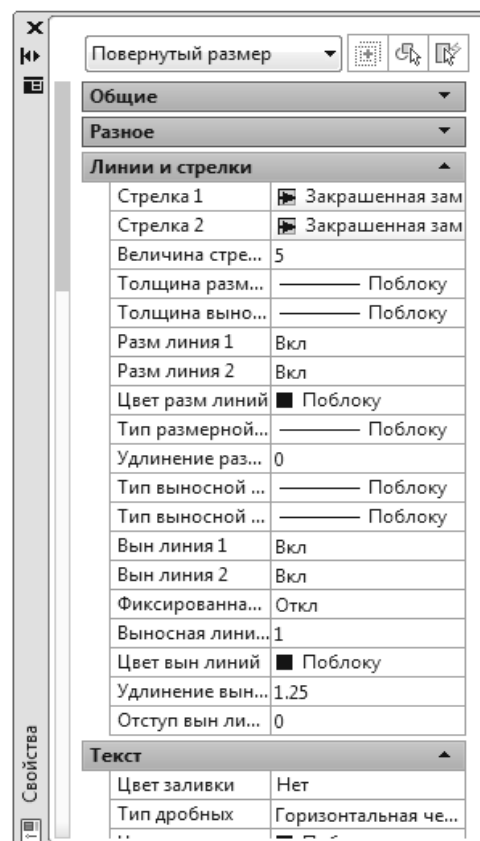 Повернутый размер
Общие
Разное
Линии и стрелки
Стрелка 1 Закрашенная зам
Стрелка 2 Закрашенная зам
Величина стре... 5
Толщина разм... Поблоку
Толщина выно... Поблоку
Разм линия 1 Вкл
Разм линия 2 Вкл
Цвет разм линий Поблоку
Тип размерной... Поблоку
Удлинение раз... 0
Тип выносной ... Поблоку
Тип выносной ... Поблоку
Вын линия 1 Вкл
Вын линия 2 Вкл
Фиксированна... Откл
Выносная лини... 1
Цвет вын линий Поблоку
Удлинение вын... 1.25
Отступ вын ли... 0
Текст
Цвет заливки Нет
Тип дробных Горизонтальная че...
Свойства